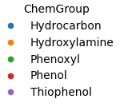 ChemGroup
Hydrocarbon
Hydroxylamine
Phenoxyl
Phenol
Thiophenol